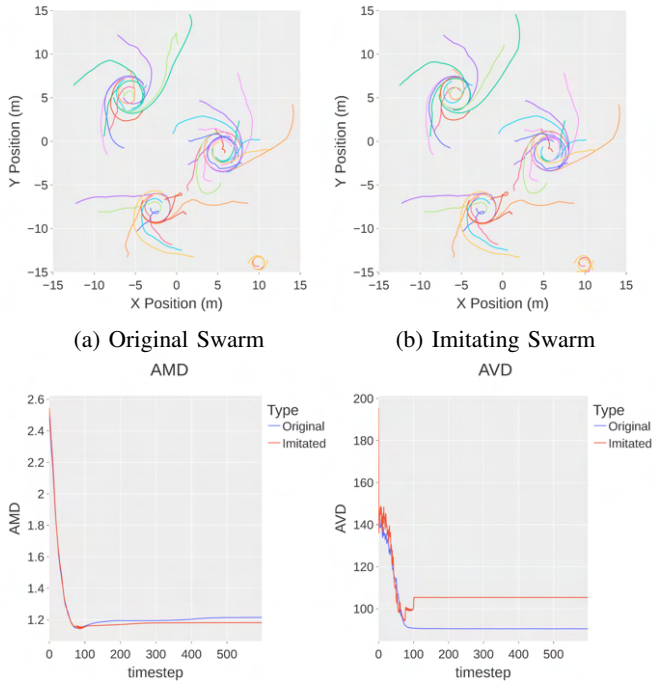 15
10
5
0
−5
−10
−15
Y Position (m)
−15 −10 −5 0 5 10 15
X Position (m)
15
10
5
0
−5
−10
−15
Y Position (m)
−15 −10 −5 0 5 10 15
X Position (m)
(a) Original Swarm
(b) Imitating Swarm
AMD
2.6
2.4
2.2
2
1.8
1.6
1.4
1.2
AMD
0 100 200 300 400 500
timestep
Type
Original
Imitated
AVD
200
180
160
140
120
100
AVD
0 100 200 300 400 500
timestep
Type
Original
Imitated